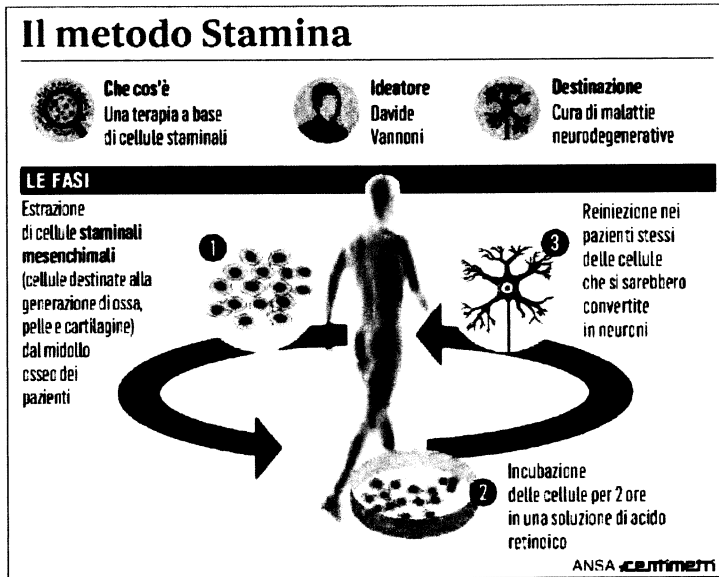 Il metodo Stamina
Che cos'è
Una terapia a base
di cellule staminali
Ideatore
Davide
Vannoni
Destinazione
Cura di malattie
neurodegenerative
LE FASI
Estrazione
di cellule staminali
mesenchimali
(cellule destinate alla
generazione di ossa,
pelle e cartilagine)
dal midollo
osseo dei
pazienti
1
2
Incubazione
delle cellule per 2 ore
in una soluzione di acido
retinoico
3
Reiniezione nei
pazienti stessi
delle cellule
che si sarebbero
convertite
in neuroni
ANSA centimetri